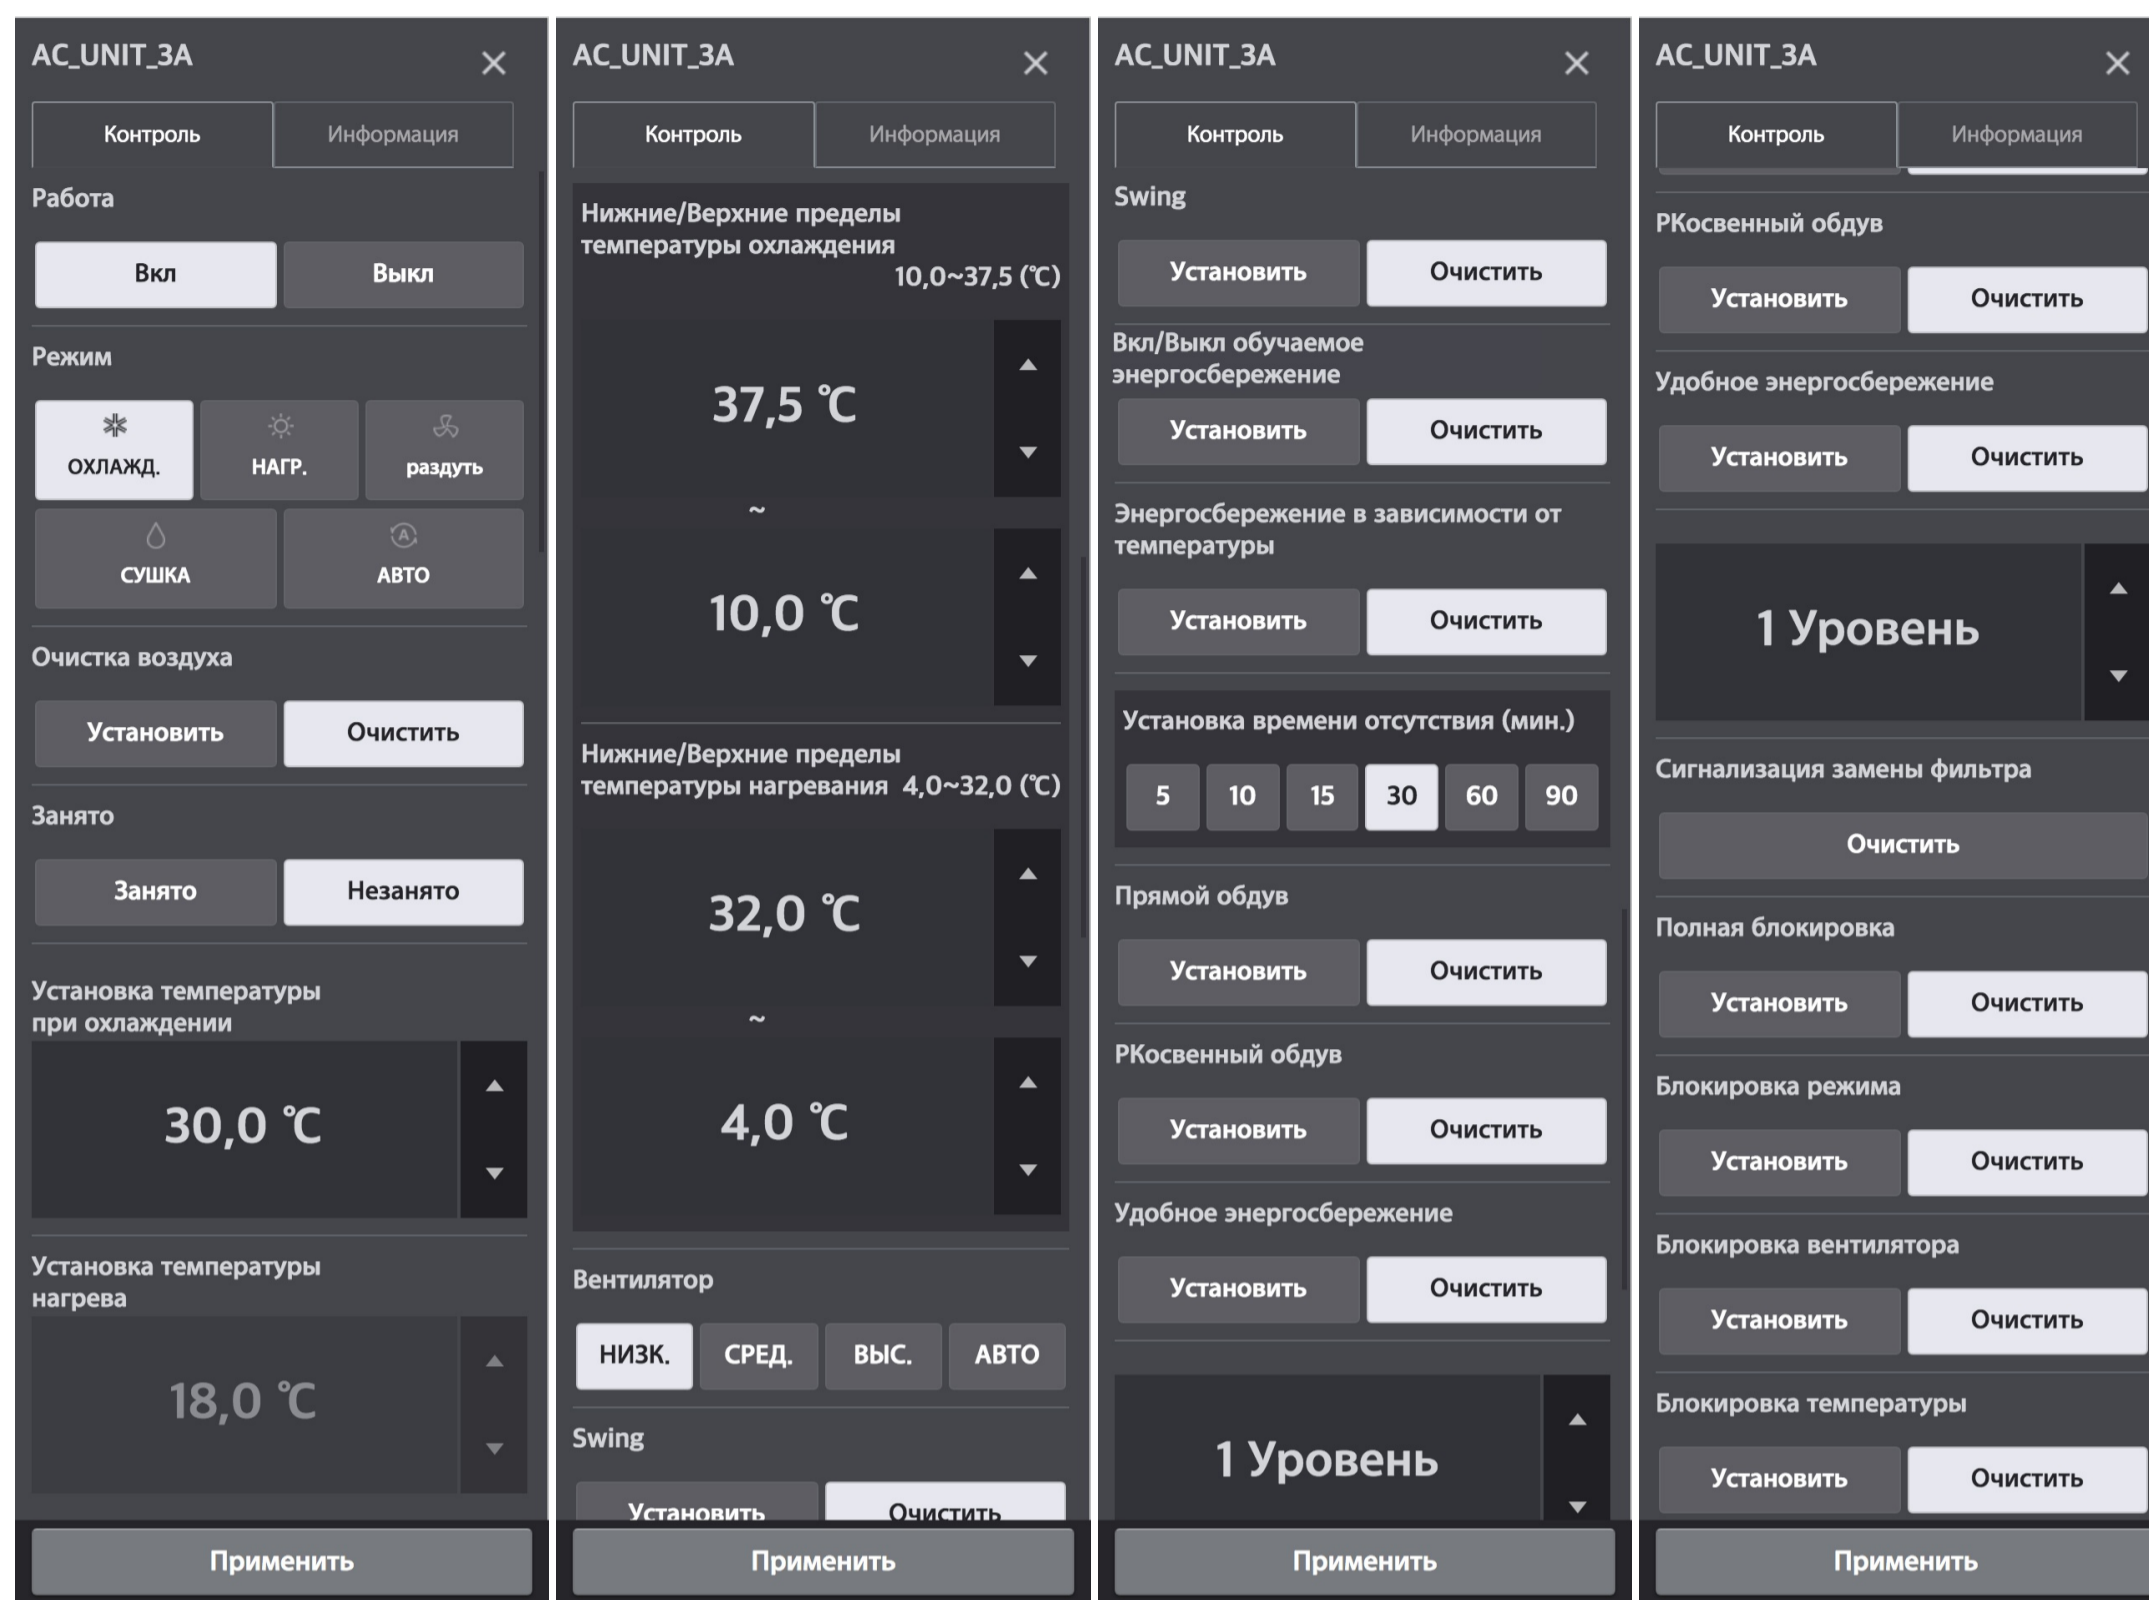 AC_UNIT_3A
Контроль
Информация
Работа
Вкл
Выкл
Режим
ОХЛАЖД.
НАГР.
раздуть
СУШКА
АВТО
Очистка воздуха
Установить
Очистить
Занято
Занято
Незанято
Установка температуры
при охлаждении
30,0 ℃
Установка температуры
нагрева
18,0 ℃
Применить
AC_UNIT_3A
Контроль
Информация
Нижние/Верхние пределы
температуры охлаждения
10,0~37,5 (℃)
37,5 ℃
~
10,0 ℃
Нижние/Верхние пределы
температуры нагревания 4,0~32,0 (℃)
32,0 ℃
~
4,0 ℃
Вентилятор
НИЗК.
СРЕД.
ВЫС.
АВТО
Swing
Установить
Очистить
Применить
AC_UNIT_3A
Контроль
Информация
Swing
Установить
Очистить
Вкл/Выкл обучаемое
энергосбережение
Установить
Очистить
Энергосбережение в зависимости от
температуры
Установить
Очистить
Установка времени отсутствия (мин.)
5
10
15
30
60
90
Прямой обдув
Установить
Очистить
РКосвенный обдув
Установить
Очистить
Удобное энергосбережение
Установить
Очистить
1 Уровень
Применить
AC_UNIT_3A
Контроль
Информация
РКосвенный обдув
Установить
Очистить
Удобное энергосбережение
Установить
Очистить
1 Уровень
Сигнализация замены фильтра
Очистить
Полная блокировка
Установить
Очистить
Блокировка режима
Установить
Очистить
Блокировка вентилятора
Установить
Очистить
Блокировка температуры
Установить
Очистить
Применить